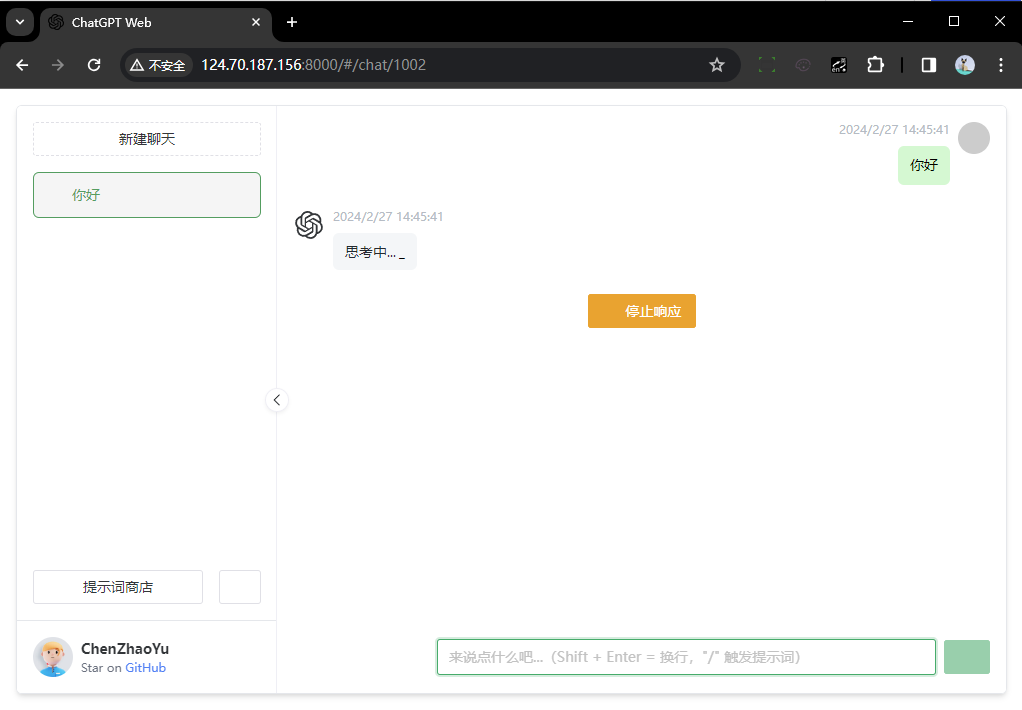 ChatGPT Web
不安全
124.70.187.156:8000/#/chat/1002
新建聊天
你好
2024/2/27 14:45:41
你好
2024/2/27 14:45:41
思考中..._
停止响应
提示词商店
ChenZhaoYu
Star on GitHub
来说点什么吧...（Shift + Enter = 换行，"/" 触发提示词）